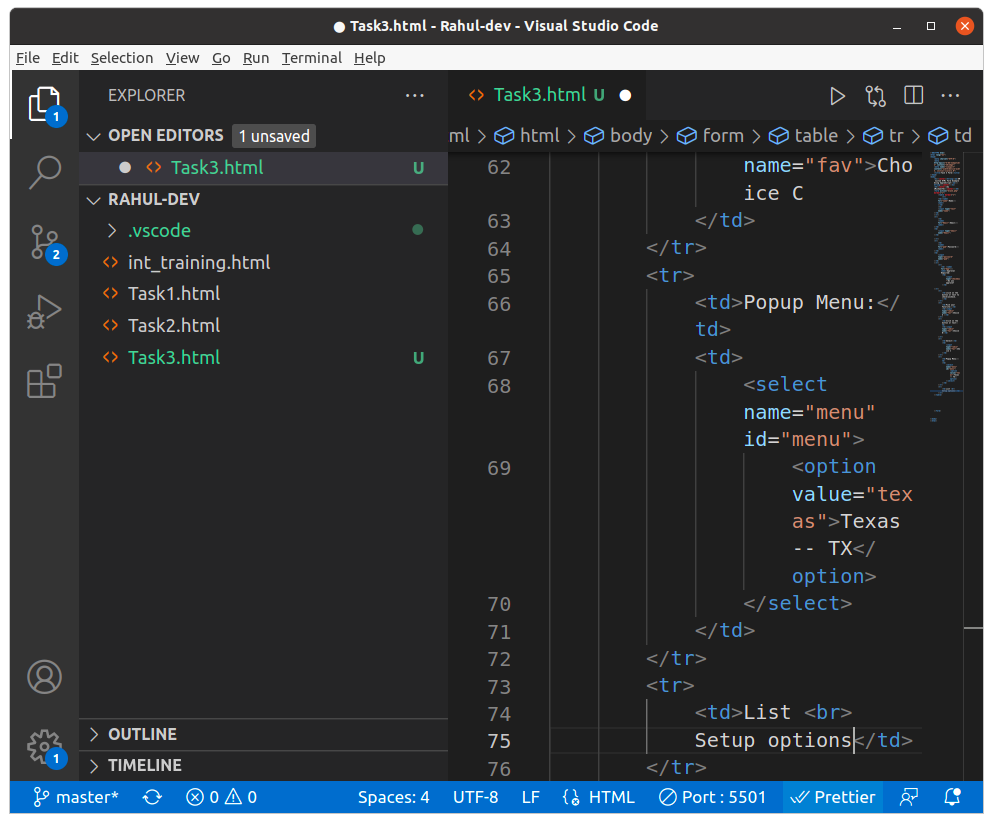 Task3.html - Rahul-dev - Visual Studio Code
File Edit Selection View Go Run Terminal Help
EXPLORER
Task3.html U
OPEN EDITORS 1 unsaved
ml > html > body > form > table > tr > td
Task3.html U
RAHUL-DEV
.vscode
int_training.html
Task1.html
Task2.html
Task3.html U
OUTLINE
TIMELINE
1
2
1
62 name="fav">Cho
ice C
63 </td>
64 </tr>
65 <tr>
66 <td>Popup Menu:</
td>
67 <td>
68 <select
name="menu"
id="menu">
69 <option
value="tex
as">Texas
-- TX</
option>
70 </select>
71 </td>
72 </tr>
73 <tr>
74 <td>List <br>
75 Setup options</td>
76 </tr>
master* 0 0 Spaces: 4 UTF-8 LF HTML Port : 5501 Prettier